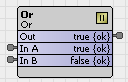 Or
Or
Out true {ok}
In A true {ok}
In B false {ok}